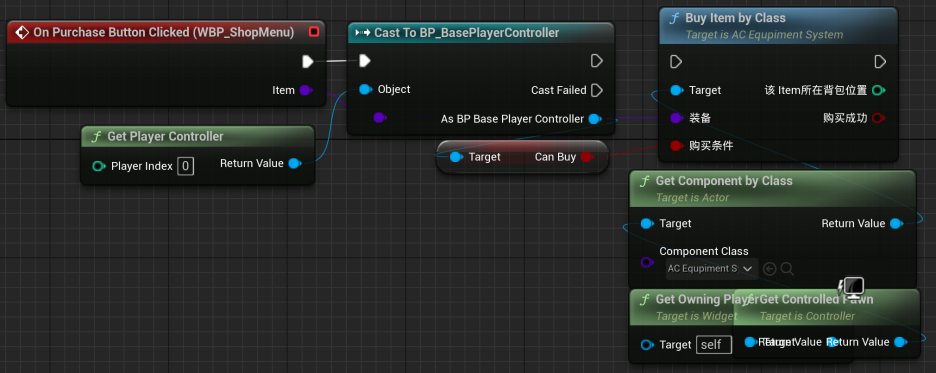 On Purchase Button Clicked (WBP_ShopMenu)
Item
Get Player Controller
Player Index 0
Return Value
Cast To BP_BasePlayerController
Object
Cast Failed
As BP Base Player Controller
Target
Can Buy
Buy Item by Class
Target is AC Equipiment System
Target
该 Item所在背包位置
装备
购买成功
购买条件
Get Component by Class
Target is Actor
Target
Return Value
Component Class
AC Equipiment S
Get Owning Player
Target is Widget
Target self
Return Value
Get Controlled Pawn
Target is Controller
Target
Return Value